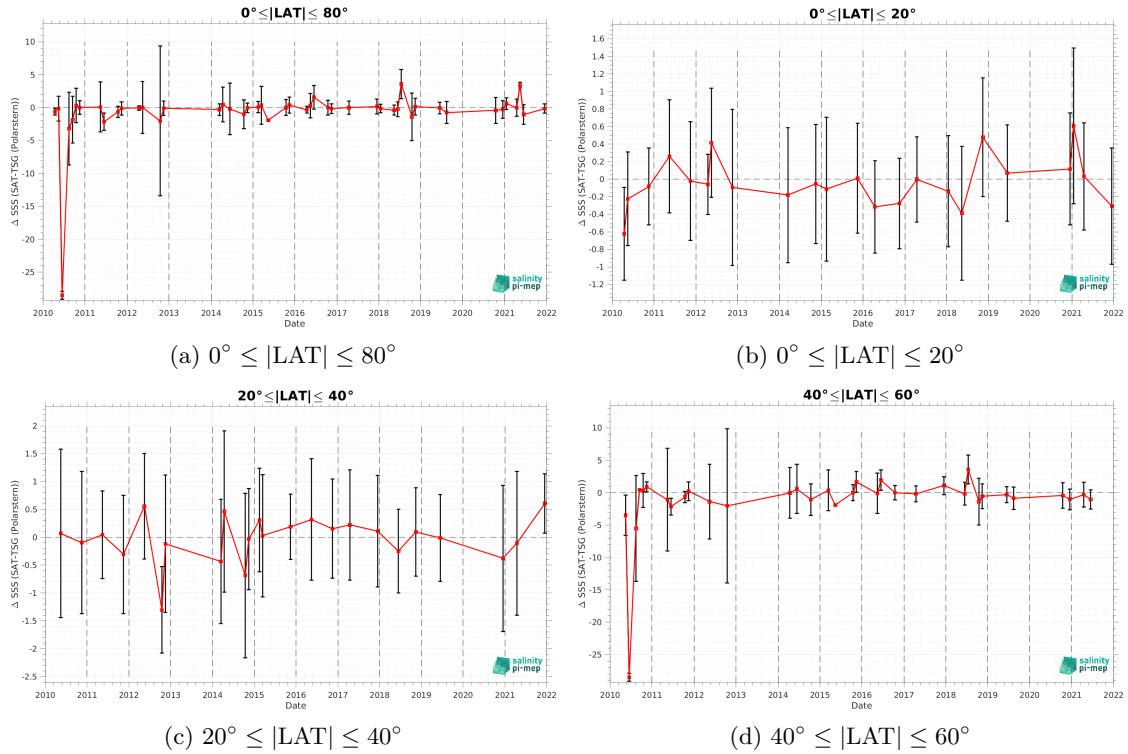 0°≤|LAT|≤ 80°
10
5
0
-5
-10
-15
-20
-25
Δ SSS (SAT-TSG (Polarstern))
2010 2011 2012 2013 2014 2015 2016 2017 2018 2019 2020 2021 2022
Date
salinity
pi-mep
(a) 0° ≤ |LAT| ≤ 80°
0°≤|LAT|≤ 20°
1.6
1.4
1.2
1
0.8
0.6
0.4
0.2
0
-0.2
-0.4
-0.6
-0.8
-1
-1.2
Δ SSS (SAT-TSG (Polarstern))
2010 2011 2012 2013 2014 2015 2016 2017 2018 2019 2020 2021 2022
Date
salinity
pi-mep
(b) 0° ≤ |LAT| ≤ 20°
20°≤|LAT|≤ 40°
2
1.5
1
0.5
0
-0.5
-1
-1.5
-2
-2.5
Δ SSS (SAT-TSG (Polarstern))
2010 2011 2012 2013 2014 2015 2016 2017 2018 2019 2020 2021 2022
Date
salinity
pi-mep
(c) 20° ≤ |LAT| ≤ 40°
40°≤|LAT|≤ 60°
10
5
0
-5
-10
-15
-20
-25
Δ SSS (SAT-TSG (Polarstern))
2010 2011 2012 2013 2014 2015 2016 2017 2018 2019 2020 2021 2022
Date
salinity
pi-mep
(d) 40° ≤ |LAT| ≤ 60°